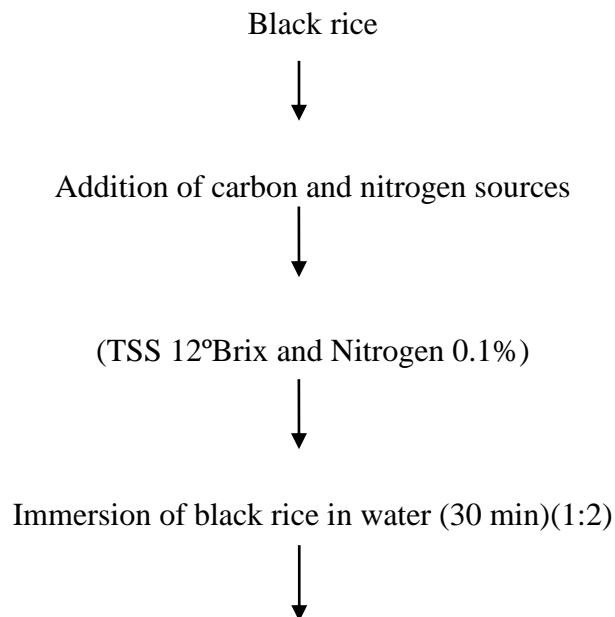 Black rice
Addition of carbon and nitrogen sources
(TSS 12ºBrix and Nitrogen 0.1%)
Immersion of black rice in water (30 min)(1:2)